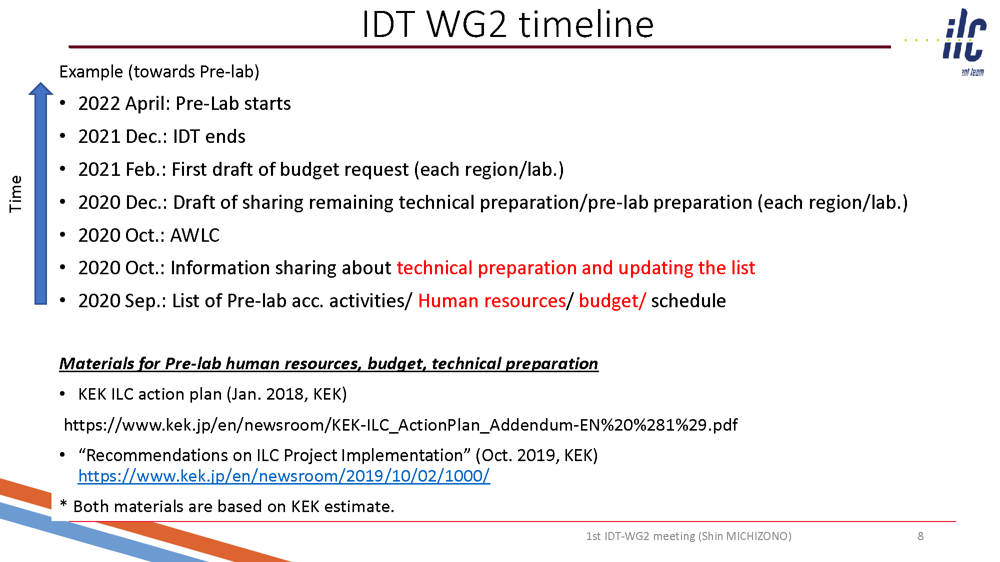 IDT WG2 timeline
ilc
ent team
Example (towards Pre-lab)
• 2022 April: Pre-Lab starts
• 2021 Dec.: IDT ends
• 2021 Feb.: First draft of budget request (each region/lab.)
• 2020 Dec.: Draft of sharing remaining technical preparation/pre-lab preparation (each region/lab.)
• 2020 Oct.: AWLC
• 2020 Oct.: Information sharing about technical preparation and updating the list
• 2020 Sep.: List of Pre-lab acc. activities/ Human resources/ budget/ schedule
Time
Materials for Pre-lab human resources, budget, technical preparation
• KEK ILC action plan (Jan. 2018, KEK)
https://www.kek.jp/en/newsroom/KEK-ILC_ActionPlan_Addendum-EN%20%281%29.pdf
• “Recommendations on ILC Project Implementation” (Oct. 2019, KEK)
https://www.kek.jp/en/newsroom/2019/10/02/1000/
* Both materials are based on KEK estimate.
1st IDT-WG2 meeting (Shin MICHIZONO)
8